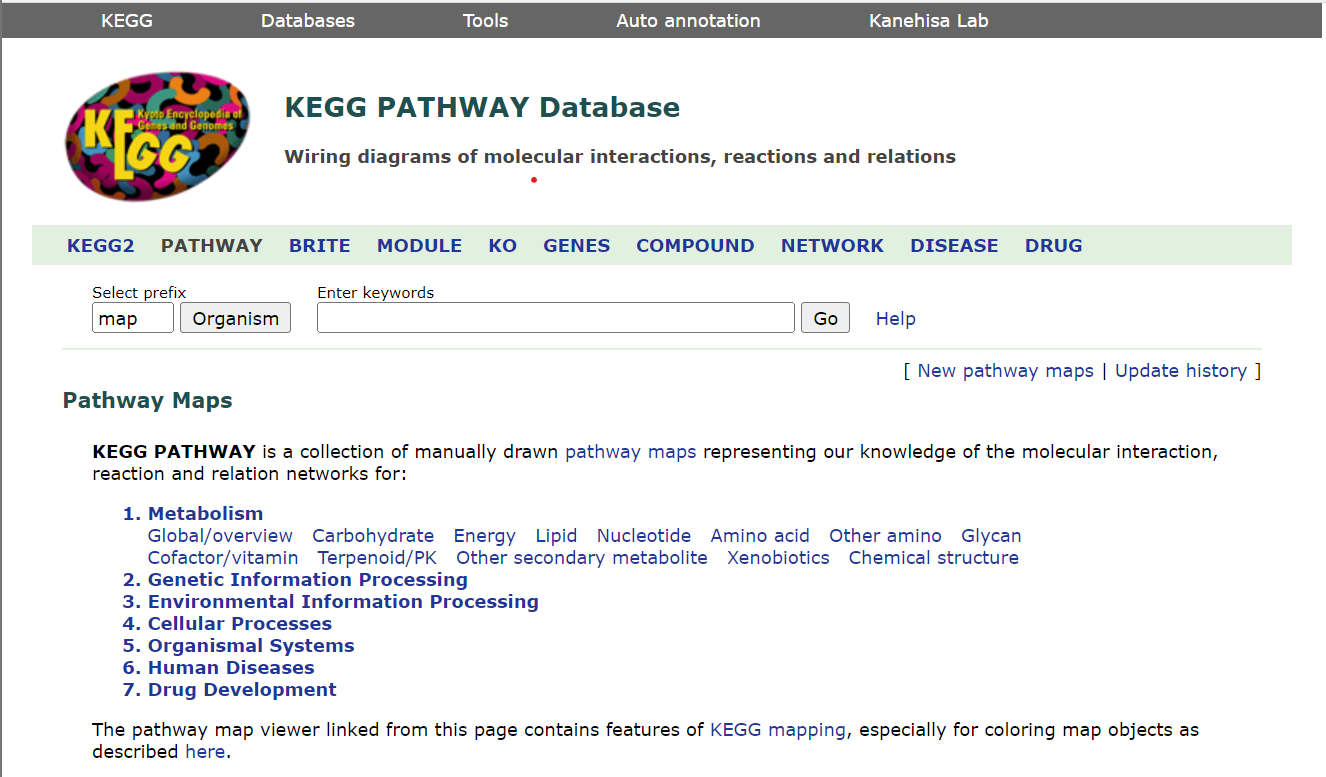 KEGG Databases Tools Auto annotation Kanehisa Lab
KEGG
Kyoto Encyclopedia of
Genes and Genomes
KEGG PATHWAY Database
Wiring diagrams of molecular interactions, reactions and relations
KEGG2 PATHWAY BRITE MODULE KO GENES COMPOUND NETWORK DISEASE DRUG
Select prefix Enter keywords
map Organism Go Help
[ New pathway maps | Update history ]
Pathway Maps
KEGG PATHWAY is a collection of manually drawn pathway maps representing our knowledge of the molecular interaction,
reaction and relation networks for:
1. Metabolism
Global/overview Carbohydrate Energy Lipid Nucleotide Amino acid Other amino Glycan
Cofactor/vitamin Terpenoid/PK Other secondary metabolite Xenobiotics Chemical structure
2. Genetic Information Processing
3. Environmental Information Processing
4. Cellular Processes
5. Organismal Systems
6. Human Diseases
7. Drug Development
The pathway map viewer linked from this page contains features of KEGG mapping, especially for coloring map objects as
described here.